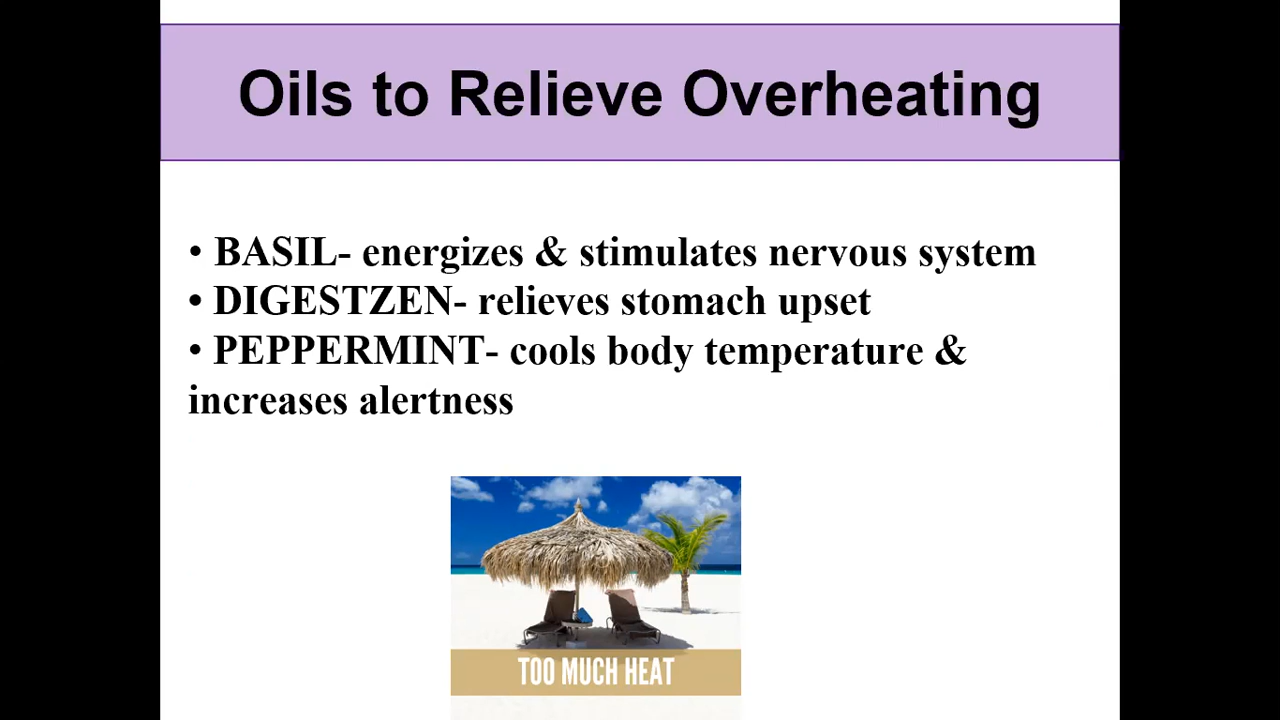 Oils to Relieve Overheating
• BASIL- energizes & stimulates nervous system
• DIGESTZEN- relieves stomach upset
• PEPPERMINT- cools body temperature &
increases alertness
TOO MUCH HEAT